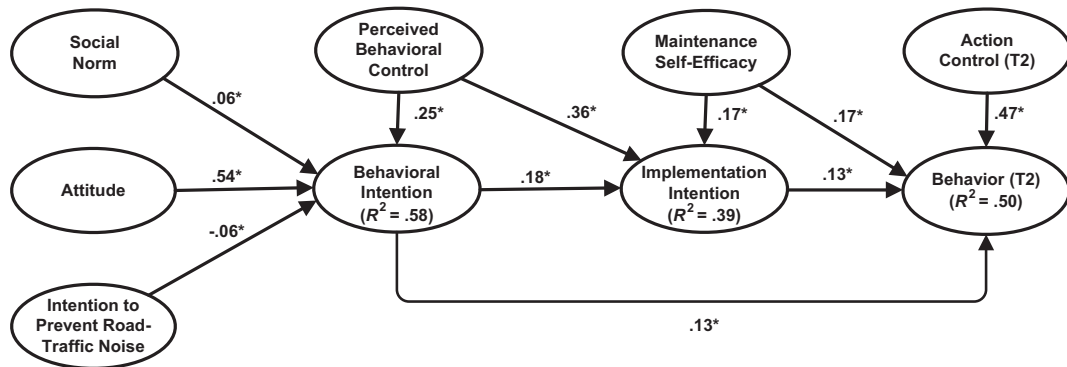 Social
Norm
Perceived
Behavioral
Control
Maintenance
Self-Efficacy
Action
Control (T2)
.06*
.25*
.36*
.17*
.17*
.47*
Attitude
.54*
Behavioral
Intention
(R² = .58)
.18*
Implementation
Intention
(R² = .39)
.13*
Behavior (T2)
(R² = .50)
-.06*
Intention to
Prevent Road-
Traffic Noise
.13*